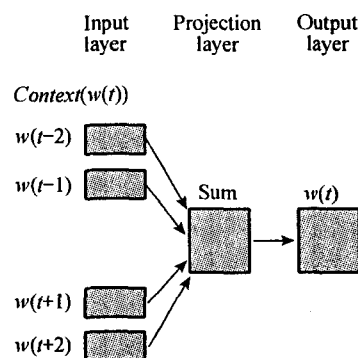 Input Projection Output
layer layer layer
Context(w(t))
w(t−2)
w(t−1)
Sum w(t)
w(t+1)
w(t+2)